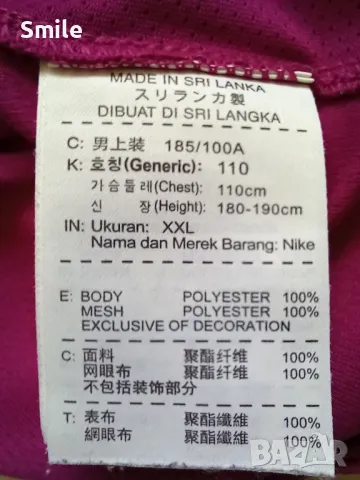 Smile
MADE IN SRI LANKA
スリランカ製
DIBUAT DI SRI LANGKA
C: 男上装 185/100A
K: 호칭(Generic): 110
가슴둘레(Chest): 110cm
신 장(Height): 180-190cm
IN: Ukuran: XXL
Nama dan Merek Barang: Nike
E: BODY POLYESTER 100%
MESH POLYESTER 100%
EXCLUSIVE OF DECORATION
C: 面料 聚酯纤维 100%
网眼布 聚酯纤维 100%
不包括装饰部分
T: 表布 聚酯纖維 100%
網眼布 聚酯纖維 100%
bazar.bg